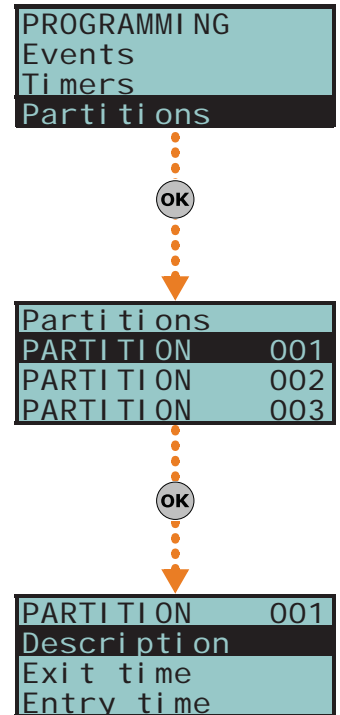 PROGRAMMING
Events
Timers
Partitions
OK
Partitions
PARTITION 001
PARTITION 002
PARTITION 003
OK
PARTITION 001
Description
Exit time
Entry time